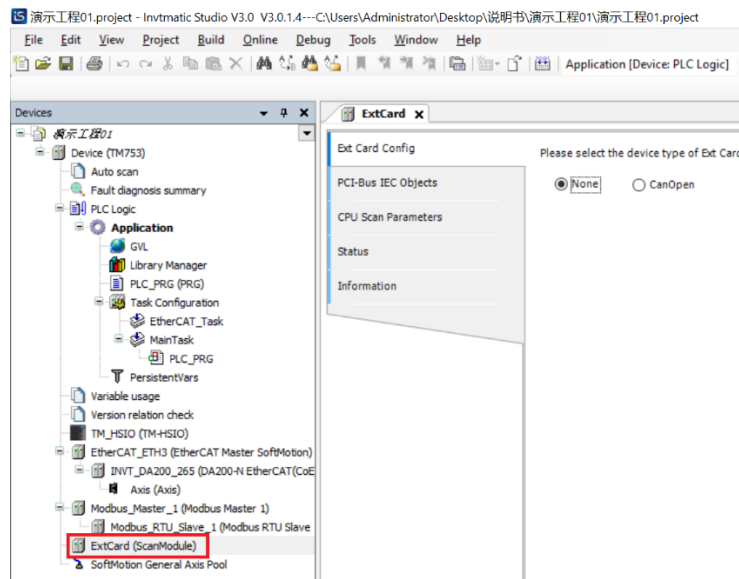 演示工程01.project - Invtmatic Studio V3.0 V3.0.1.4---C:\Users\Administrator\Desktop\说明书\演示工程01\演示工程01.project
File Edit View Project Build Online Debug Tools Window Help
Application [Device: PLC Logic]
Devices
演示工程01
Device (TM753)
Auto scan
Fault diagnosis summary
PLC Logic
Application
GVL
Library Manager
PLC_PRG (PRG)
Task Configuration
EtherCAT_Task
MainTask
PLC_PRG
PersistentVars
Variable usage
Version relation check
TM_HSIO (TM-HSIO)
EtherCAT_ETH3 (EtherCAT Master SoftMotion)
INVT_DA200_265 (DA200-N EtherCAT(CoE
Axis (Axis)
Modbus_Master_1 (Modbus Master 1)
Modbus_RTU_Slave_1 (Modbus RTU Slave
ExtCard (ScanModule)
SoftMotion General Axis Pool
ExtCard
Ext Card Config
PCI-Bus IEC Objects
CPU Scan Parameters
Status
Information
Please select the device type of Ext Card
None CanOpen